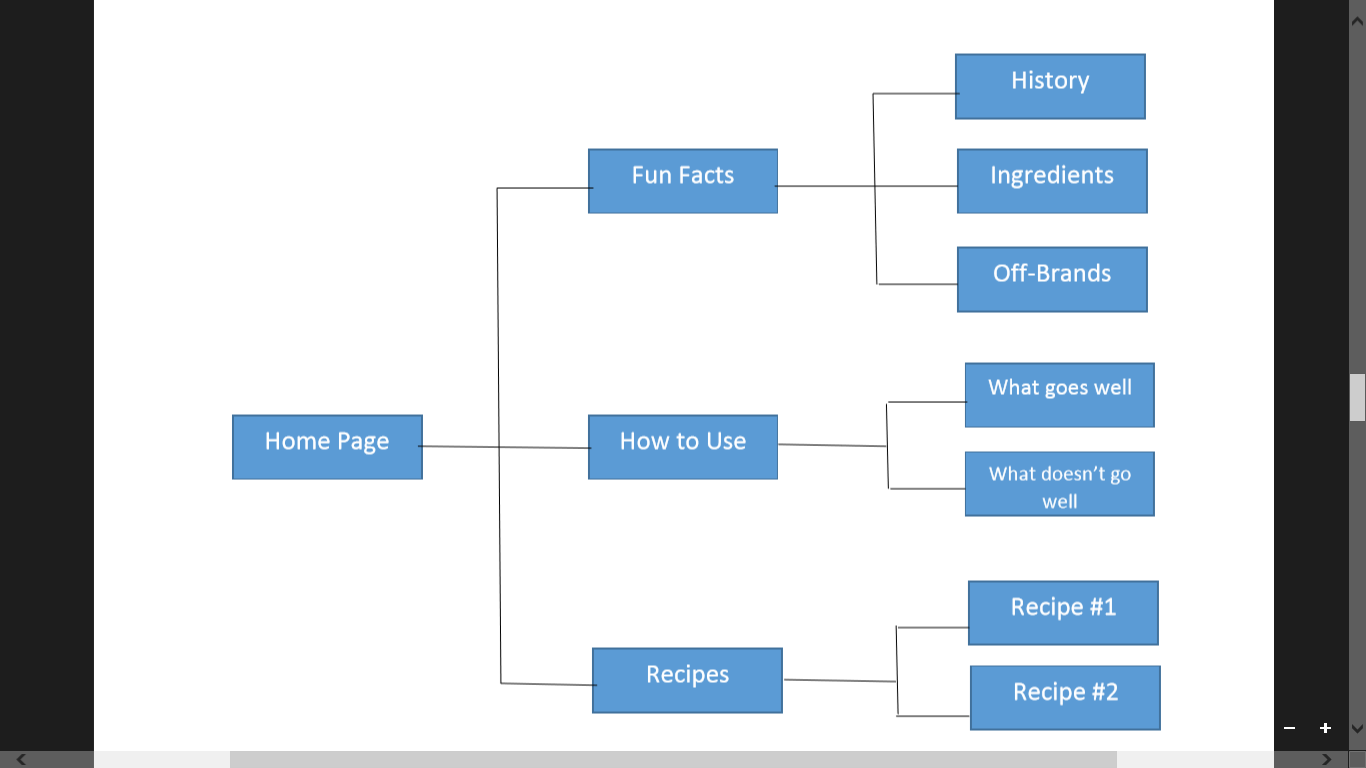 History
Fun Facts
Ingredients
Off-Brands
What goes well
Home Page
How to Use
What doesn’t go
well
Recipe #1
Recipes
Recipe #2